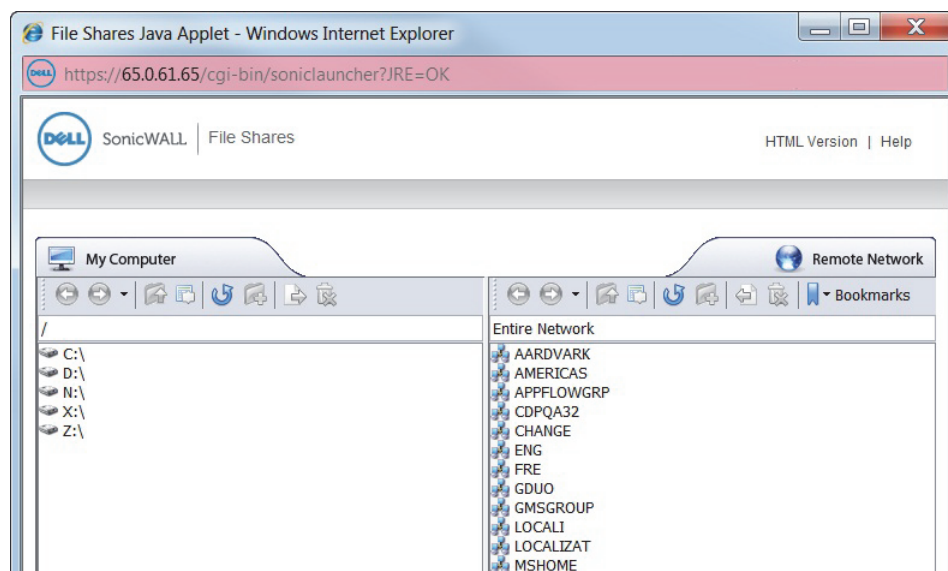 File Shares Java Applet - Windows Internet Explorer
DELL https://65.0.61.65/cgi-bin/soniclauncher?JRE=OK
DELL SonicWALL | File Shares
HTML Version | Help
My Computer
Remote Network
Bookmarks
/
Entire Network
C:\
D:\
N:\
X:\
Z:\
AARDVARK
AMERICAS
APPFLOWGRP
CDPQA32
CHANGE
ENG
FRE
GDUO
GMSGROUP
LOCALI
LOCALIZAT
MSHOME